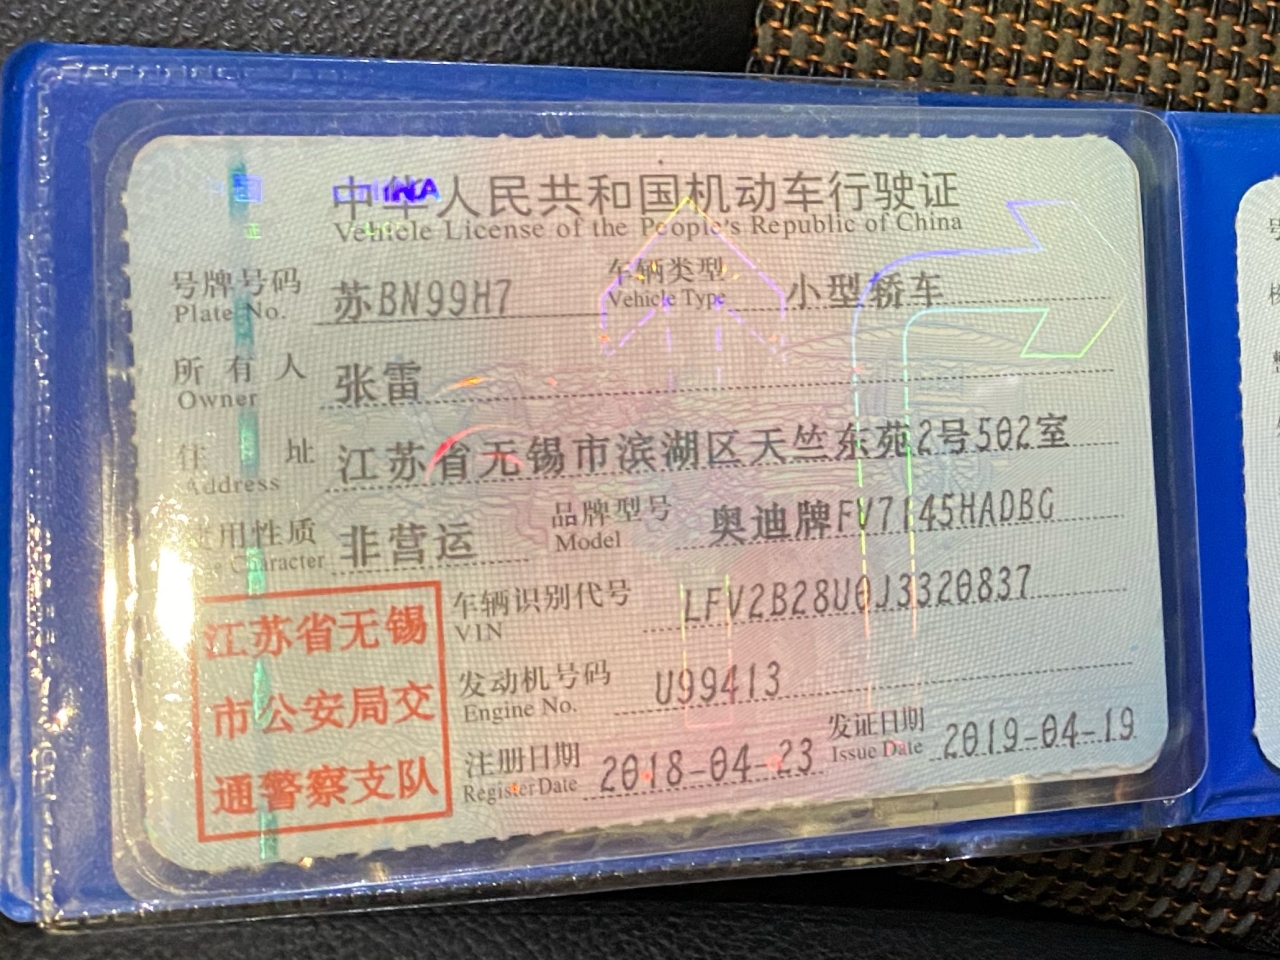 中华人民共和国机动车行驶证
Vehicle License of the People's Republic of China
号牌号码 苏BN99H7 车辆类型 小型轿车
Plate No. Vehicle Type
所有人 张雷
Owner
住址 江苏省无锡市滨湖区天竺东苑2号502室
Address
使用性质 非营运 品牌型号 奥迪牌FV7145HADBG
Character Model
江苏省无锡
市公安局交
通警察支队
车辆识别代号 LFV2B28U0J3320837
VIN
发动机号码 U99413
Engine No.
注册日期 2018-04-23 发证日期 2019-04-19
Register Date Issue Date